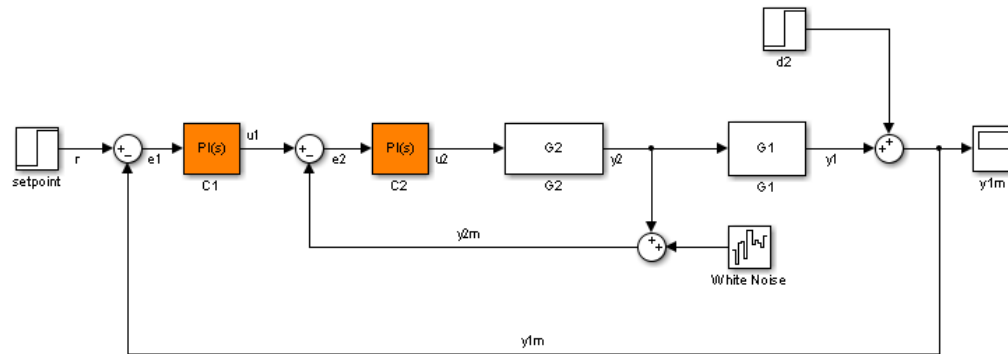 d2
u1
PI(s)
PI(s)
G2
G1
r
e1
e2
u2
y2
y1
setpoint
C1
C2
G2
G1
y1m
y2m
White Noise
y1m